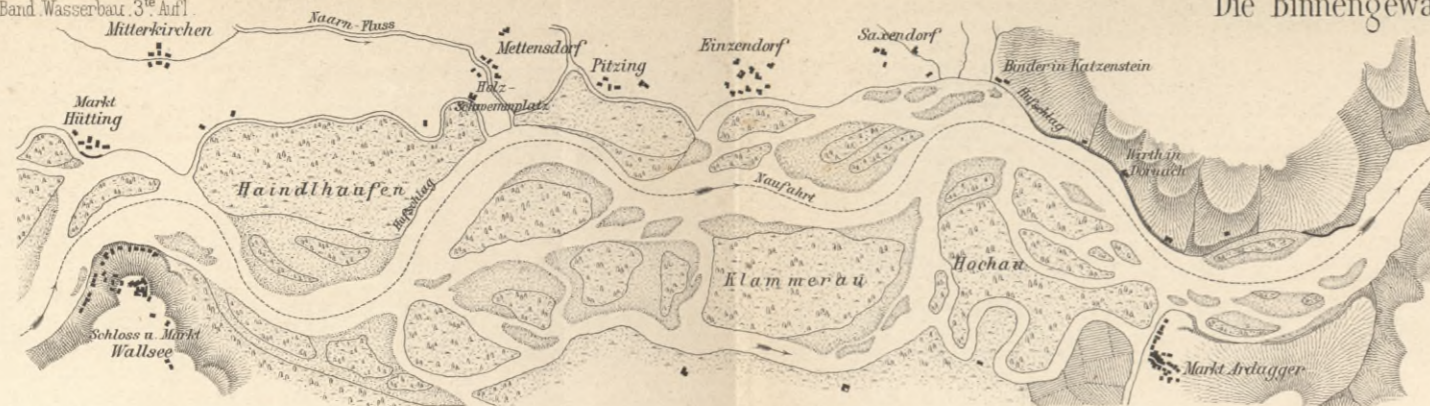 Band. Wasserbau. 3te Aufl.
Die Binnengewä
Naarn-Fluss
Mitterkirchen
Mettensdorf
Einzendorf
Saxendorf
Pitzing
Binder in Katzenstein
Holz-
Schwemmplatz
Markt
Hütting
Hufschlag
Wirth in
Dornach
Haindlhaufen
Hufschlag
Naufahrt
Hochau
Klammerau
Schloss u. Markt
Wallsee
Markt Ardagger